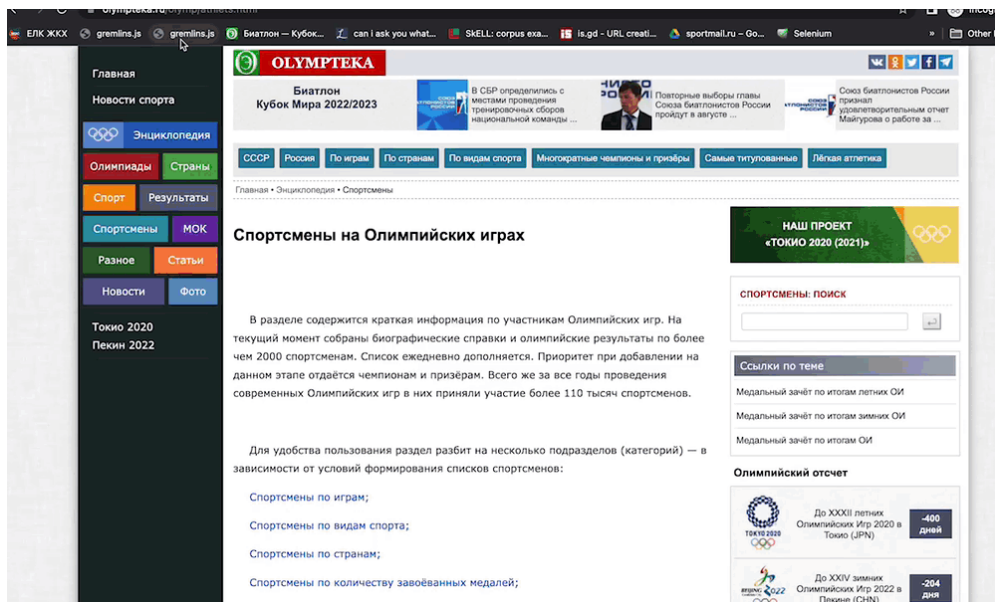 olympteka.ru/olymp/athlets.html
ЕЛК ЖКХ gremlins.js gremlins.js Биатлон — Кубок... can i ask you what... SkELL: corpus exa... is.gd - URL creati... sportmail.ru – Go... Selenium » Other
Главная
Новости спорта
Энциклопедия
Олимпиады Страны
Спорт Результаты
Спортсмены МОК
Разное Статьи
Новости Фото
Токио 2020
Пекин 2022
OLYMPTEKA
Биатлон
Кубок Мира 2022/2023
В СБР определились с
местами проведения
тренировочных сборов
национальной команды ...
Повторные выборы главы
Союза биатлонистов России
пройдут в августе ...
Союз биатлонистов России
признал
удовлетворительным отчет
Майгурова о работе за ...
СССР Россия По играм По странам По видам спорта Многократные чемпионы и призёры Самые титулованные Лёгкая атлетика
Главная • Энциклопедия • Спортсмены
Спортсмены на Олимпийских играх
В разделе содержится краткая информация по участникам Олимпийских игр. На
текущий момент собраны биографические справки и олимпийские результаты по более
чем 2000 спортсменам. Список ежедневно дополняется. Приоритет при добавлении на
данном этапе отдаётся чемпионам и призёрам. Всего же за все годы проведения
современных Олимпийских игр в них приняли участие более 110 тысяч спортсменов.
Для удобства пользования раздел разбит на несколько подразделов (категорий) — в
зависимости от условий формирования списков спортсменов:
Спортсмены по играм;
Спортсмены по видам спорта;
Спортсмены по странам;
Спортсмены по количеству завоёванных медалей;
НАШ ПРОЕКТ
«ТОКИО 2020 (2021)»
СПОРТСМЕНЫ: ПОИСК
Ссылки по теме
Медальный зачёт по итогам летних ОИ
Медальный зачёт по итогам зимних ОИ
Медальный зачёт по итогам ОИ
Олимпийский отсчет
TOKYO 2020
До XXXII летних
Олимпийских Игр 2020 в
Токио (JPN)
-400
дней
BEIJING 2022
До XXIV зимних
Олимпийских Игр 2022 в
Пекине (CHN)
-204
дня